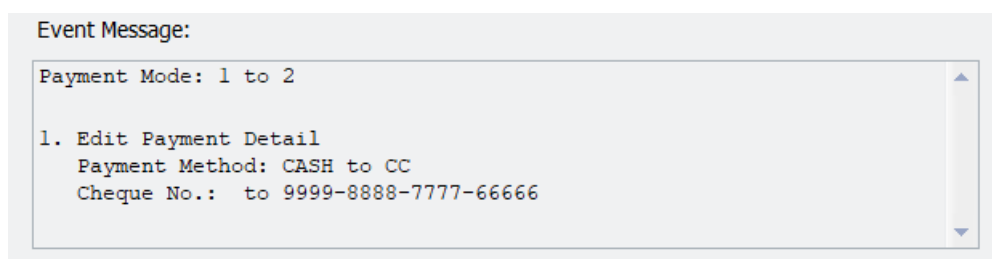 Event Message:
Payment Mode: 1 to 2
1. Edit Payment Detail
Payment Method: CASH to CC
Cheque No.:  to 9999-8888-7777-66666